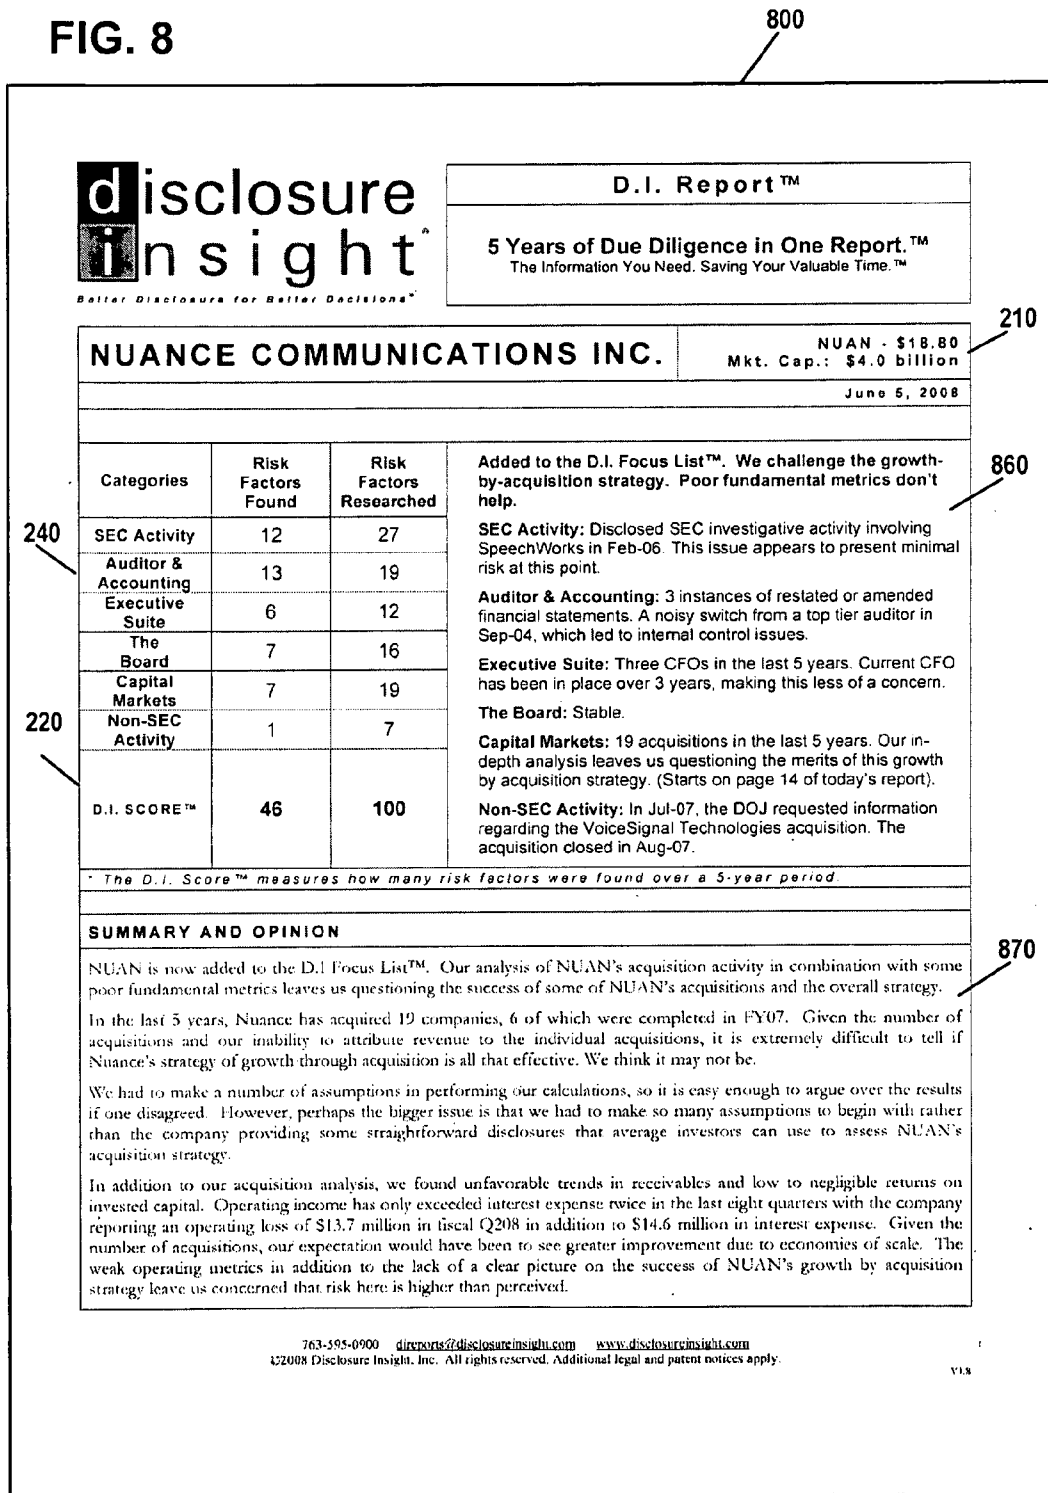 FIG. 8
800
disclosure
insight
Better Disclosure for Better Decisions
D.I. Report™
5 Years of Due Diligence in One Report.™
The Information You Need. Saving Your Valuable Time.™
210
NUANCE COMMUNICATIONS INC.
NUAN - $18.80
Mkt. Cap.: $4.0 billion
June 5, 2008
Categories
Risk
Factors
Found
Risk
Factors
Researched
240
SEC Activity 12 27
Auditor &
Accounting 13 19
Executive
Suite 6 12
The
Board 7 16
Capital
Markets 7 19
220
Non-SEC
Activity 1 7
D.I. SCORE™ 46 100
860
Added to the D.I. Focus List™. We challenge the growth-
by-acquisition strategy. Poor fundamental metrics don't
help.
SEC Activity: Disclosed SEC investigative activity involving
SpeechWorks in Feb-06. This issue appears to present minimal
risk at this point.
Auditor & Accounting: 3 instances of restated or amended
financial statements. A noisy switch from a top tier auditor in
Sep-04, which led to internal control issues.
Executive Suite: Three CFOs in the last 5 years. Current CFO
has been in place over 3 years, making this less of a concern.
The Board: Stable.
Capital Markets: 19 acquisitions in the last 5 years. Our in-
depth analysis leaves us questioning the merits of this growth
by acquisition strategy. (Starts on page 14 of today's report).
Non-SEC Activity: In Jul-07, the DOJ requested information
regarding the VoiceSignal Technologies acquisition. The
acquisition closed in Aug-07.
* The D.I. Score™ measures how many risk factors were found over a 5-year period.
SUMMARY AND OPINION
870
NUAN is now added to the D.I Focus List™. Our analysis of NUAN's acquisition activity in combination with some
poor fundamental metrics leaves us questioning the success of some of NUAN's acquisitions and the overall strategy.
In the last 5 years, Nuance has acquired 19 companies, 6 of which were completed in FY07. Given the number of
acquisitions and our inability to attribute revenue to the individual acquisitions, it is extremely difficult to tell if
Nuance's strategy of growth through acquisition is all that effective. We think it may not be.
We had to make a number of assumptions in performing our calculations, so it is easy enough to argue over the results
if one disagreed. However, perhaps the bigger issue is that we had to make so many assumptions to begin with rather
than the company providing some straightforward disclosures that average investors can use to assess NUAN's
acquisition strategy.
In addition to our acquisition analysis, we found unfavorable trends in receivables and low to negligible returns on
invested capital. Operating income has only exceeded interest expense twice in the last eight quarters with the company
reporting an operating loss of $13.7 million in fiscal Q208 in addition to $14.6 million in interest expense. Given the
number of acquisitions, our expectation would have been to see greater improvement due to economies of scale. The
weak operating metrics in addition to the lack of a clear picture on the success of NUAN's growth by acquisition
strategy leave us concerned that risk here is higher than perceived.
763-595-0900 direports@disclosureinsight.com www.disclosureinsight.com
©2008 Disclosure Insight, Inc. All rights reserved. Additional legal and patent notices apply.
V1.8